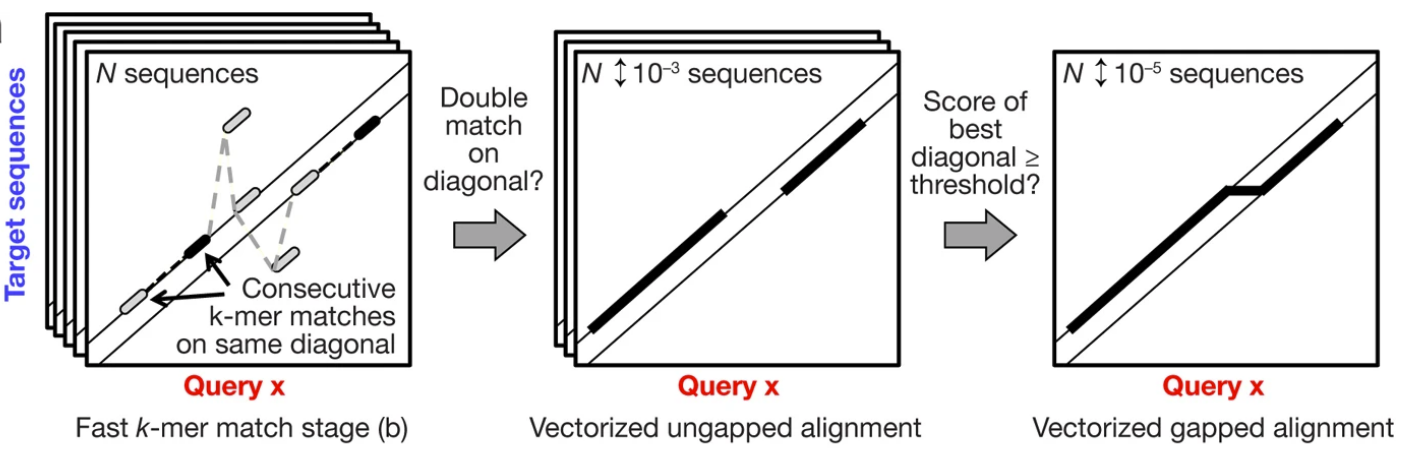 Target sequences
N sequences
Consecutive
k-mer matches
on same diagonal
Query x
Fast k-mer match stage (b)
Double
match
on
diagonal?
N ↕ 10⁻³ sequences
Query x
Vectorized ungapped alignment
Score of
best
diagonal ≥
threshold?
N ↕ 10⁻⁵ sequences
Query x
Vectorized gapped alignment